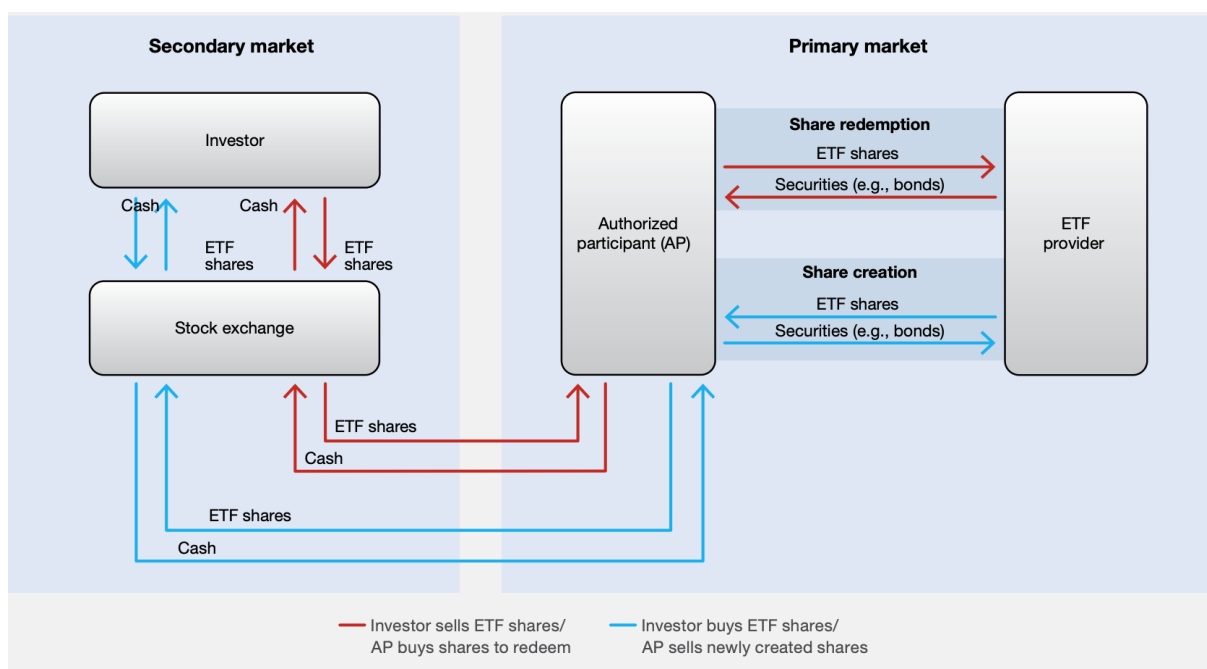 Secondary market
Primary market
Investor
Share redemption
ETF shares
Securities (e.g., bonds)
Cash
Cash
ETF
shares
ETF
shares
Authorized
participant (AP)
ETF
provider
Share creation
ETF shares
Securities (e.g., bonds)
Stock exchange
ETF shares
Cash
ETF shares
Cash
Investor sells ETF shares/
AP buys shares to redeem
Investor buys ETF shares/
AP sells newly created shares